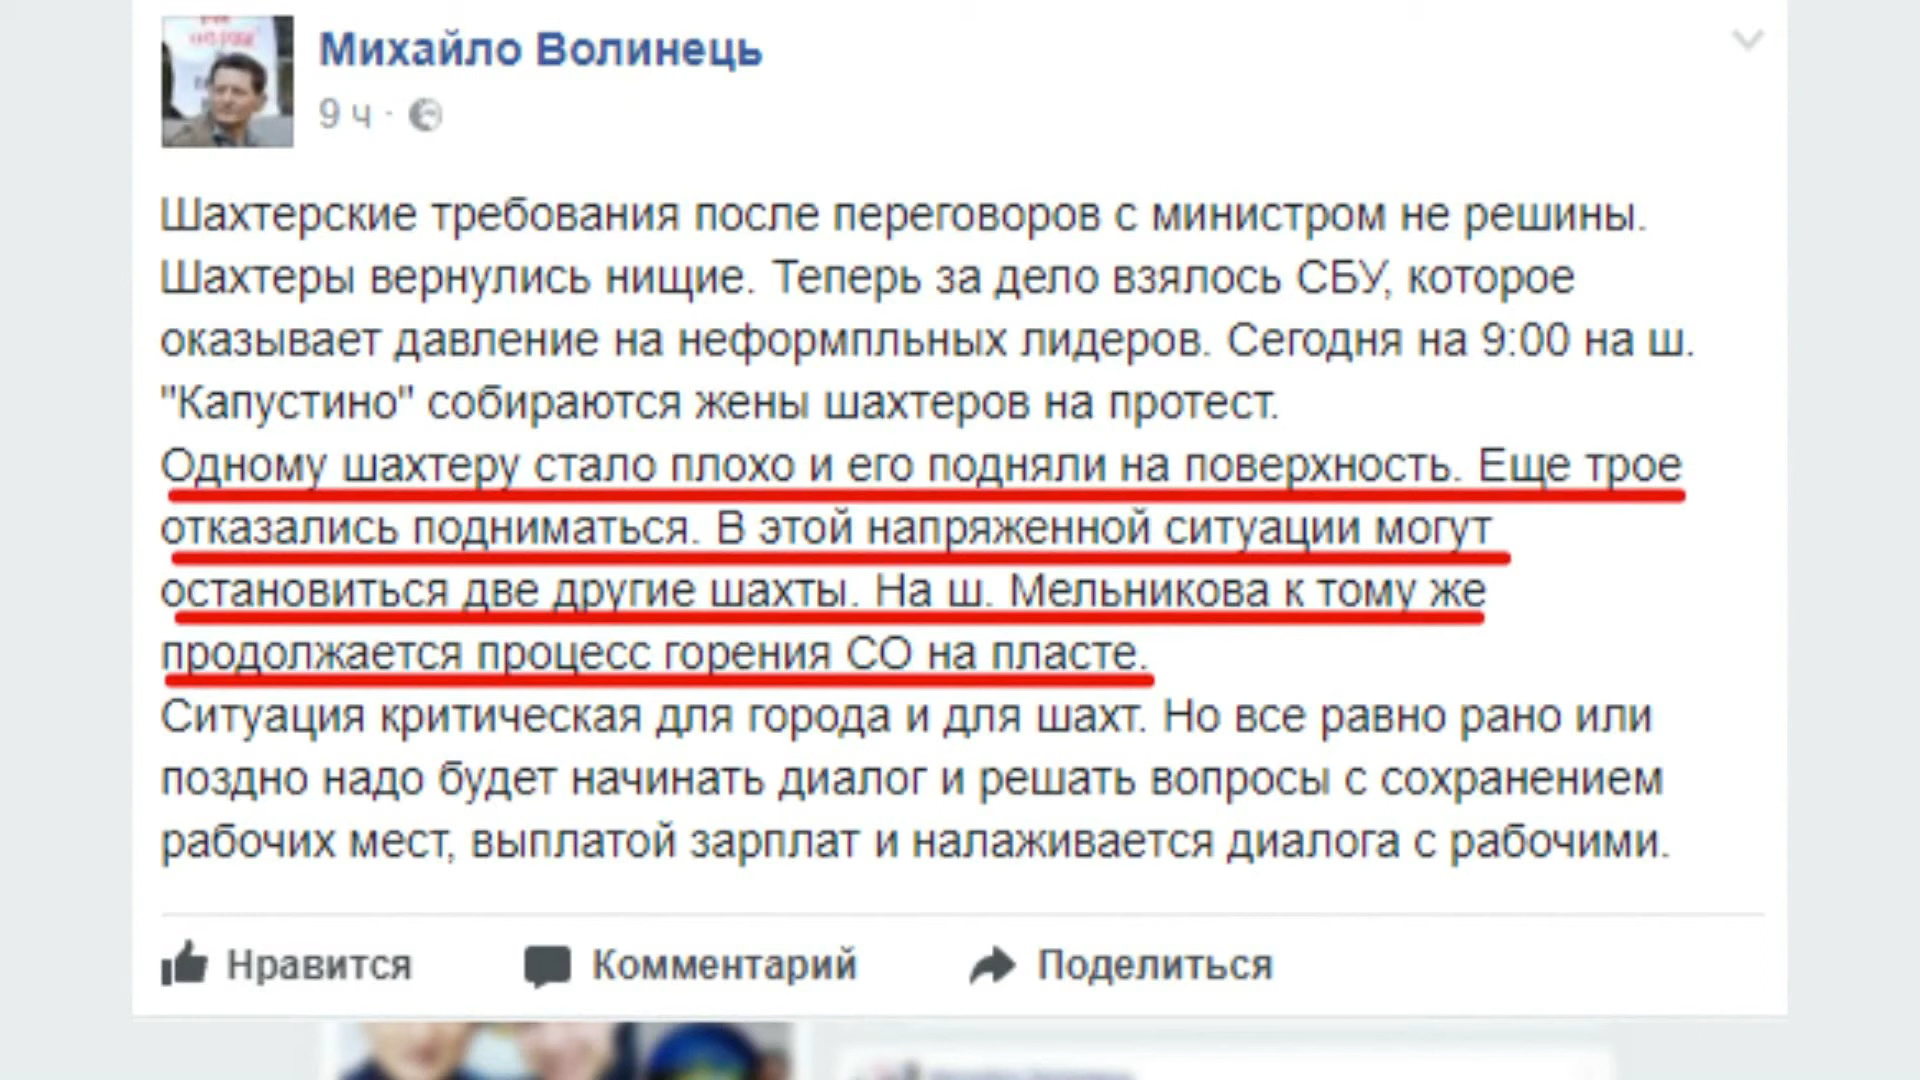 Михайло Волинець
9 ч ·
Шахтерские требования после переговоров с министром не решины.
Шахтеры вернулись нищие. Теперь за дело взялось СБУ, которое
оказывает давление на неформпльных лидеров. Сегодня на 9:00 на ш.
"Капустино" собираются жены шахтеров на протест.
Одному шахтеру стало плохо и его подняли на поверхность. Еще трое
отказались подниматься. В этой напряженной ситуации могут
остановиться две другие шахты. На ш. Мельникова к тому же
продолжается процесс горения СО на пласте.
Ситуация критическая для города и для шахт. Но все равно рано или
поздно надо будет начинать диалог и решать вопросы с сохранением
рабочих мест, выплатой зарплат и налаживается диалога с рабочими.
Нравится
Комментарий
Поделиться